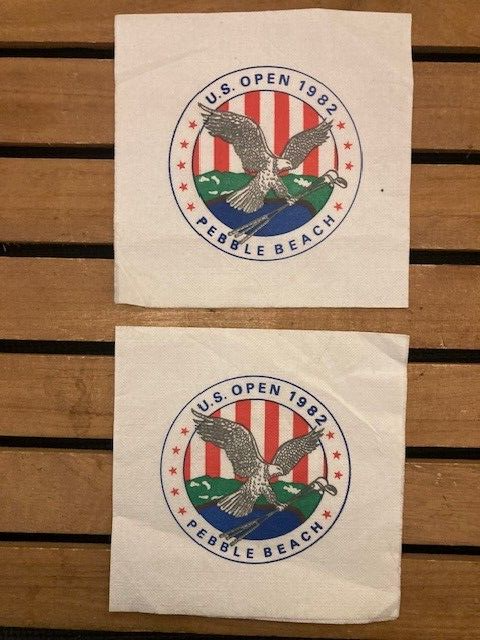 U.S. OPEN 1982
PEBBLE BEACH
U.S. OPEN 1982
PEBBLE BEACH